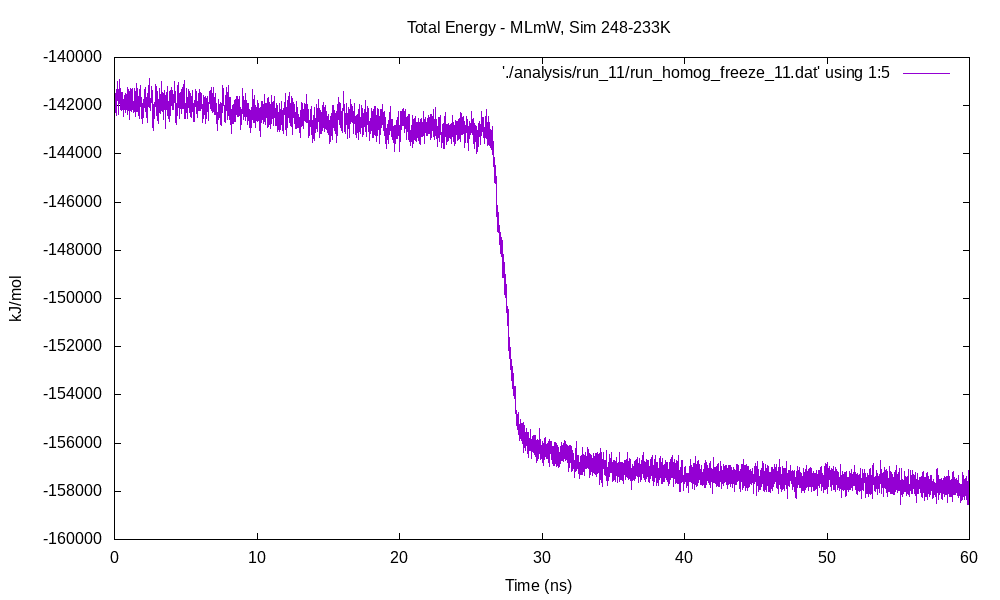 Total Energy - MLmW, Sim 248-233K
'./analysis/run_11/run_homog_freeze_11.dat' using 1:5
-140000
-142000
-144000
-146000
-148000
-150000
-152000
-154000
-156000
-158000
-160000
kJ/mol
0 10 20 30 40 50 60
Time (ns)